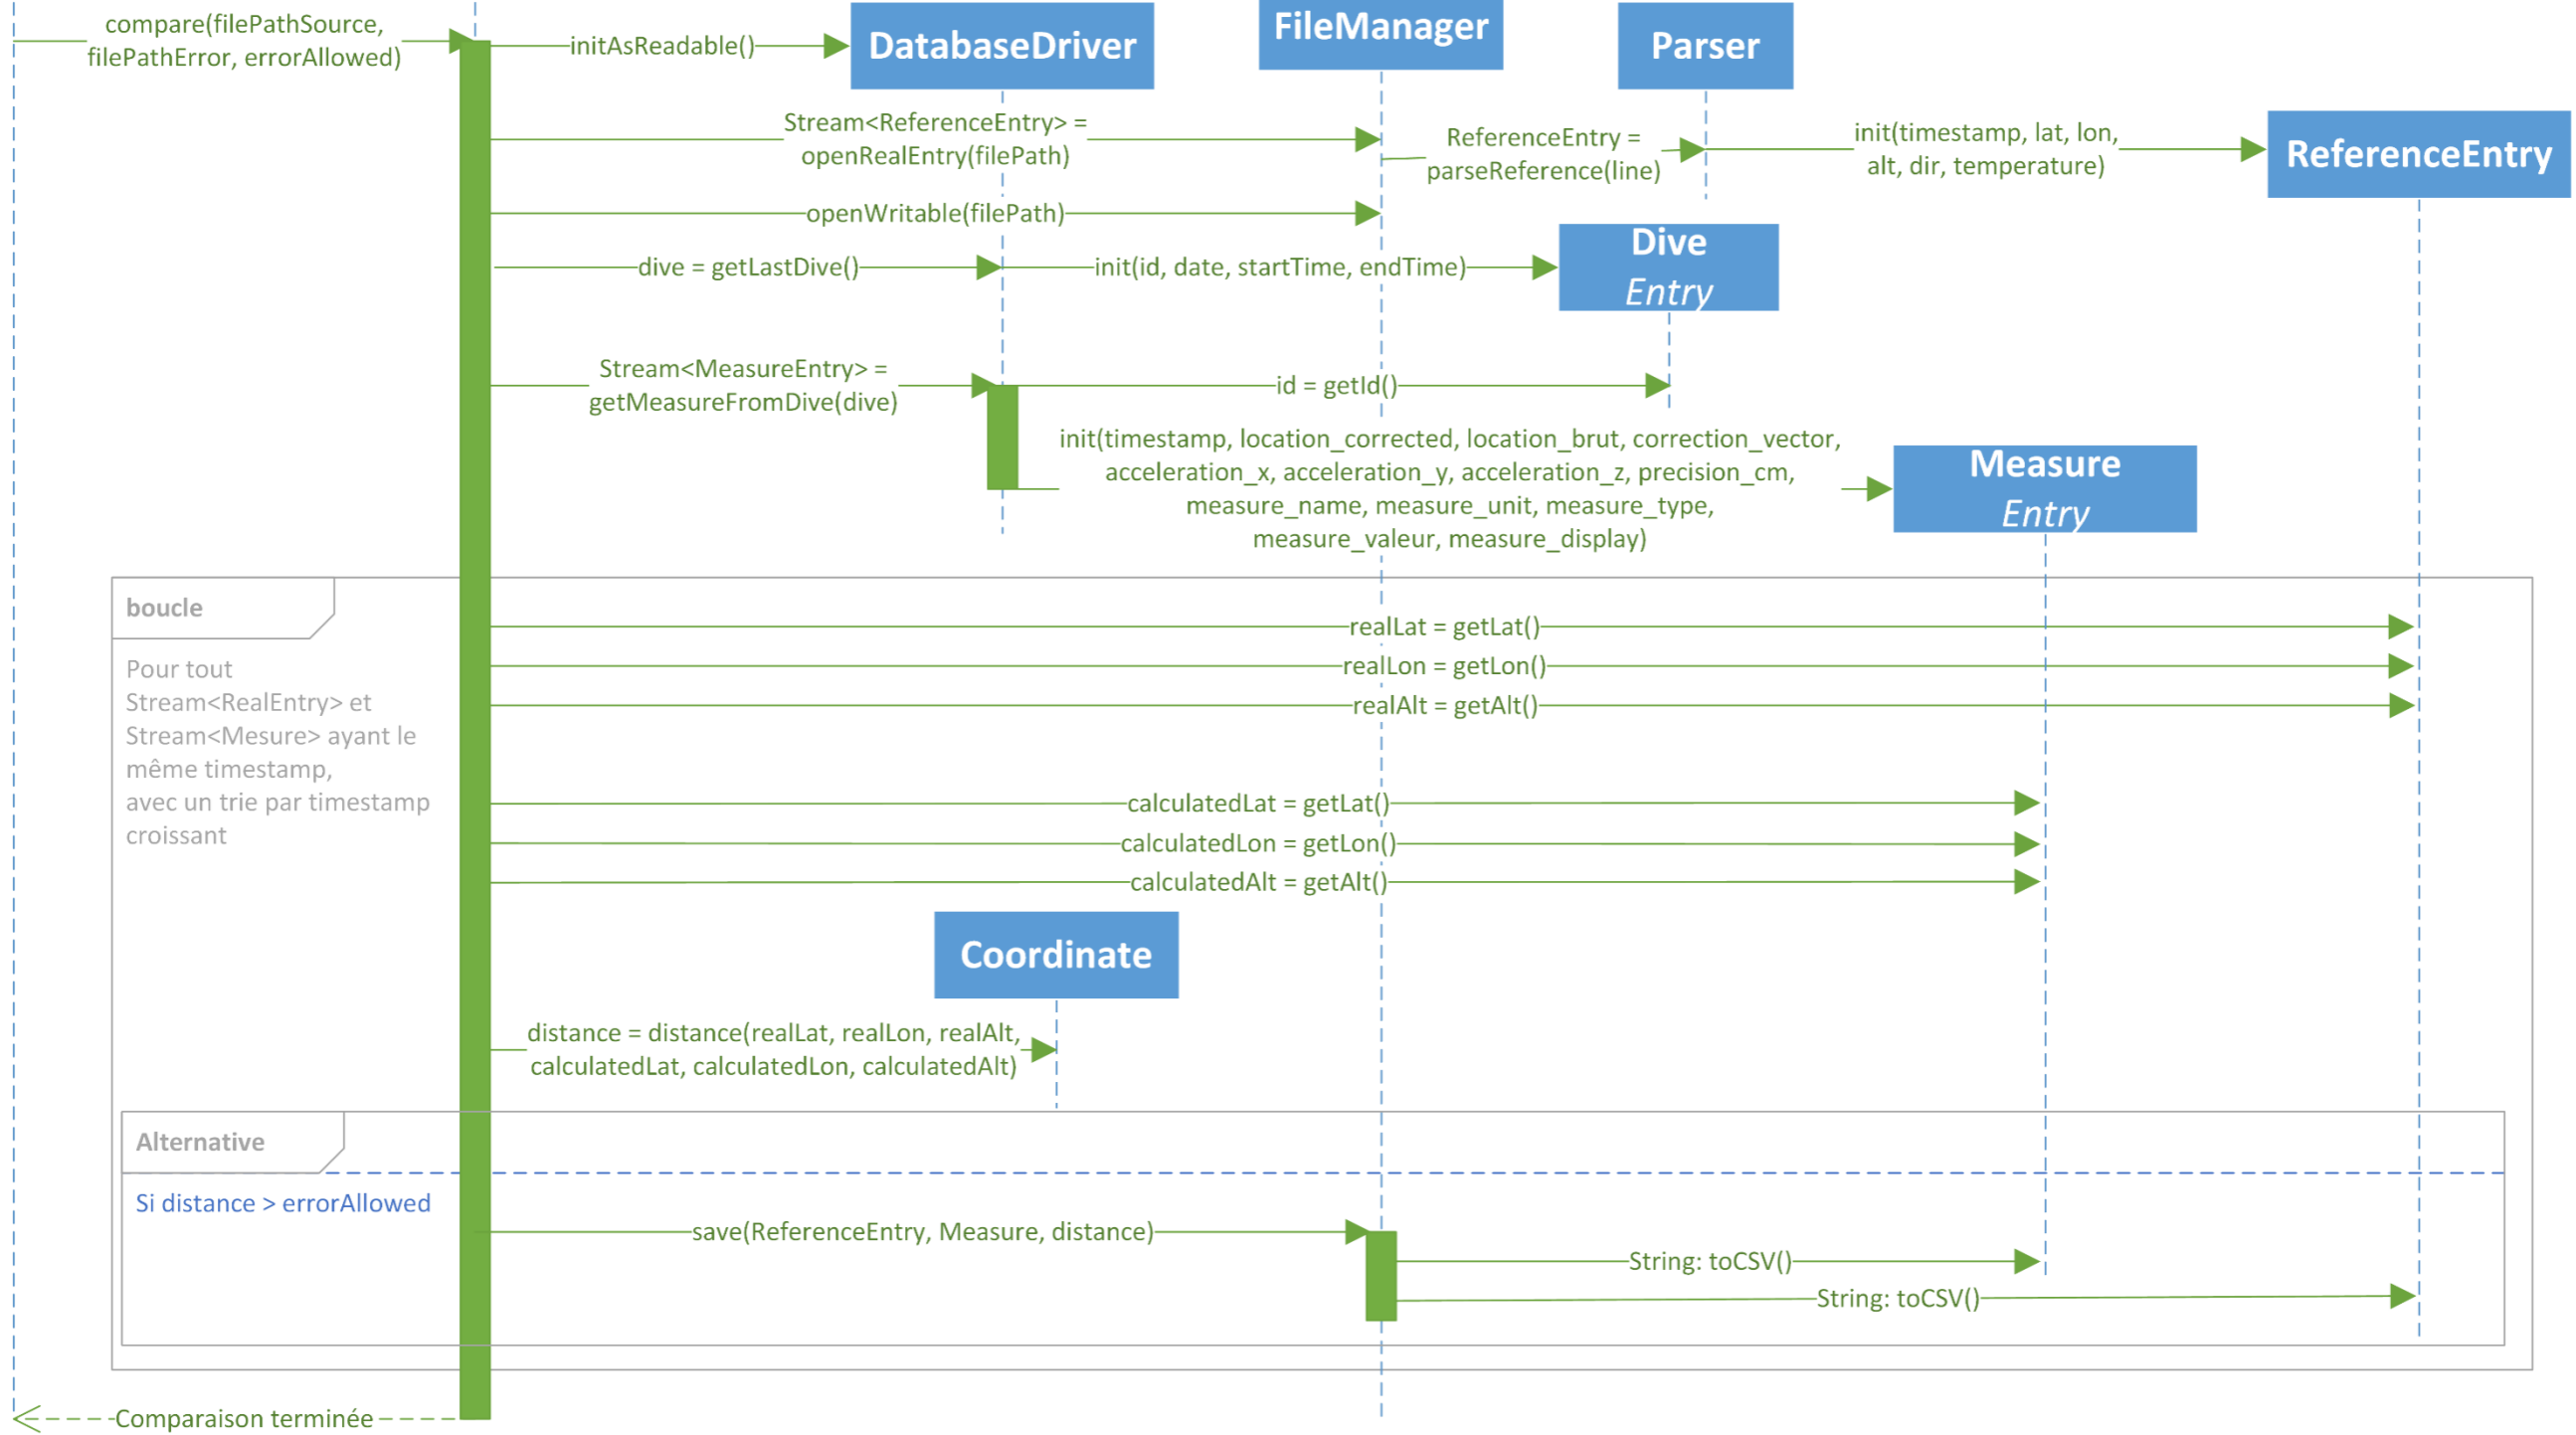 compare(filePathSource,
filePathError, errorAllowed)
initAsReadable()
DatabaseDriver
FileManager
Parser
Stream<ReferenceEntry> =
openRealEntry(filePath)
ReferenceEntry =
parseReference(line)
init(timestamp, lat, lon,
alt, dir, temperature)
ReferenceEntry
openWritable(filePath)
dive = getLastDive()
init(id, date, startTime, endTime)
Dive
Entry
Stream<MeasureEntry> =
getMeasureFromDive(dive)
id = getId()
init(timestamp, location_corrected, location_brut, correction_vector,
acceleration_x, acceleration_y, acceleration_z, precision_cm,
measure_name, measure_unit, measure_type,
measure_valeur, measure_display)
Measure
Entry
boucle
Pour tout
Stream<RealEntry> et
Stream<Mesure> ayant le
même timestamp,
avec un trie par timestamp
croissant
realLat = getLat()
realLon = getLon()
realAlt = getAlt()
calculatedLat = getLat()
calculatedLon = getLon()
calculatedAlt = getAlt()
Coordinate
distance = distance(realLat, realLon, realAlt,
calculatedLat, calculatedLon, calculatedAlt)
Alternative
Si distance > errorAllowed
save(ReferenceEntry, Measure, distance)
String: toCSV()
String: toCSV()
Comparaison terminée